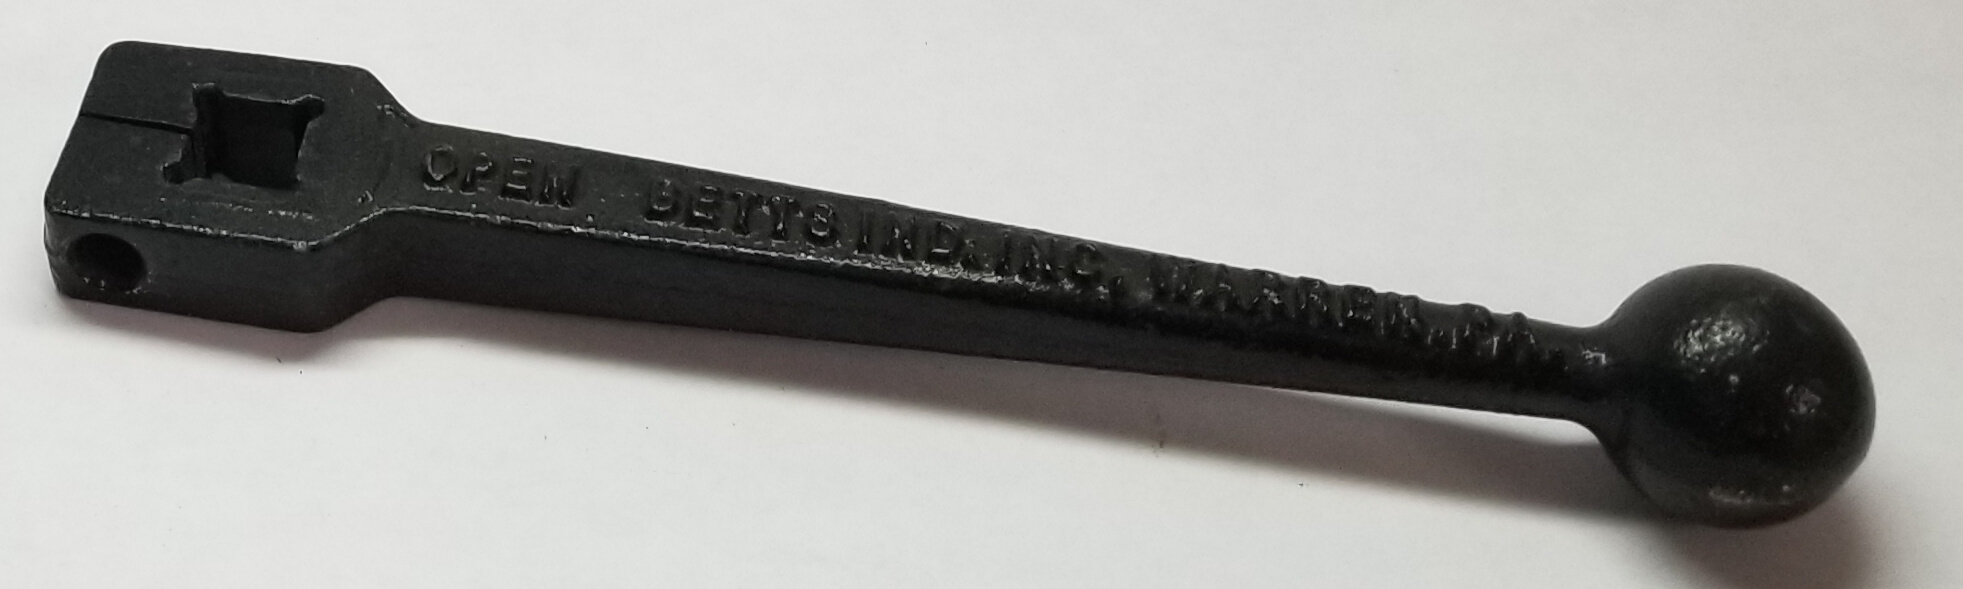 OPEN BETTS IND. INC. WARREN, PA.